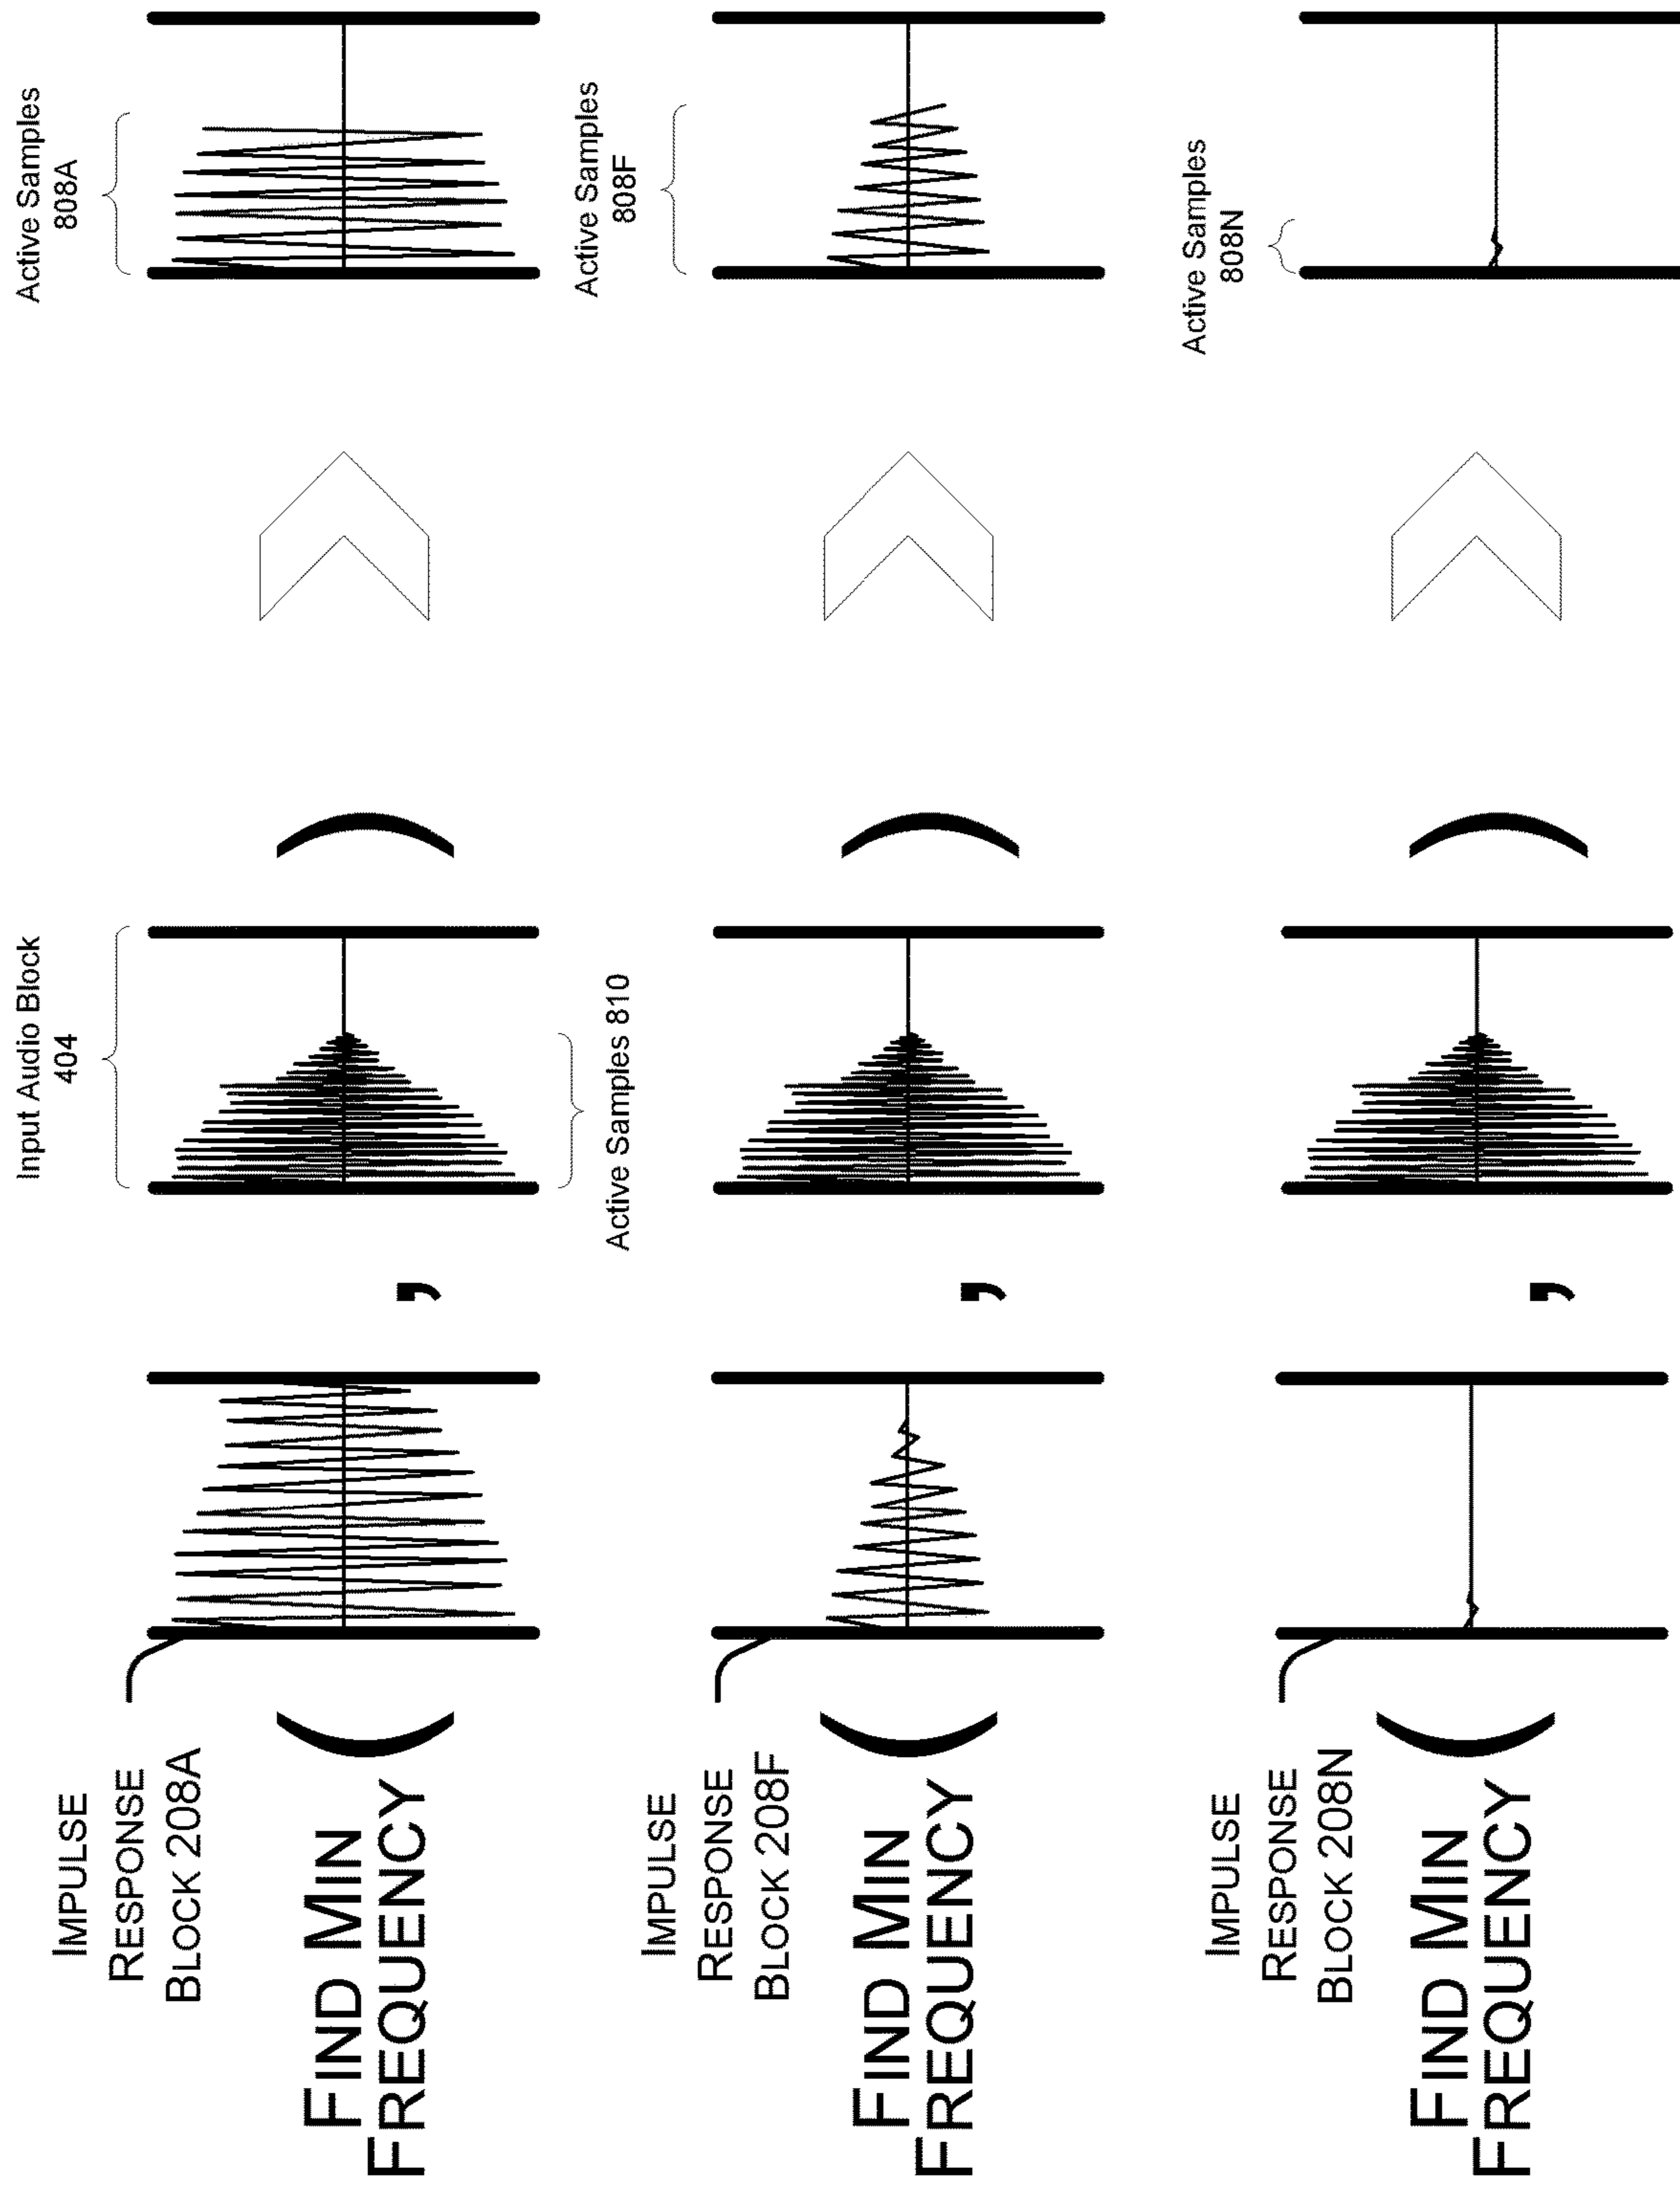 IMPULSE
RESPONSE
BLOCK 208A
FIND MIN
FREQUENCY
(
,
Input Audio Block
404
Active Samples 810
)
Active Samples
808A
IMPULSE
RESPONSE
BLOCK 208F
FIND MIN
FREQUENCY
(
,
)
Active Samples
808F
IMPULSE
RESPONSE
BLOCK 208N
FIND MIN
FREQUENCY
(
,
)
Active Samples
808N